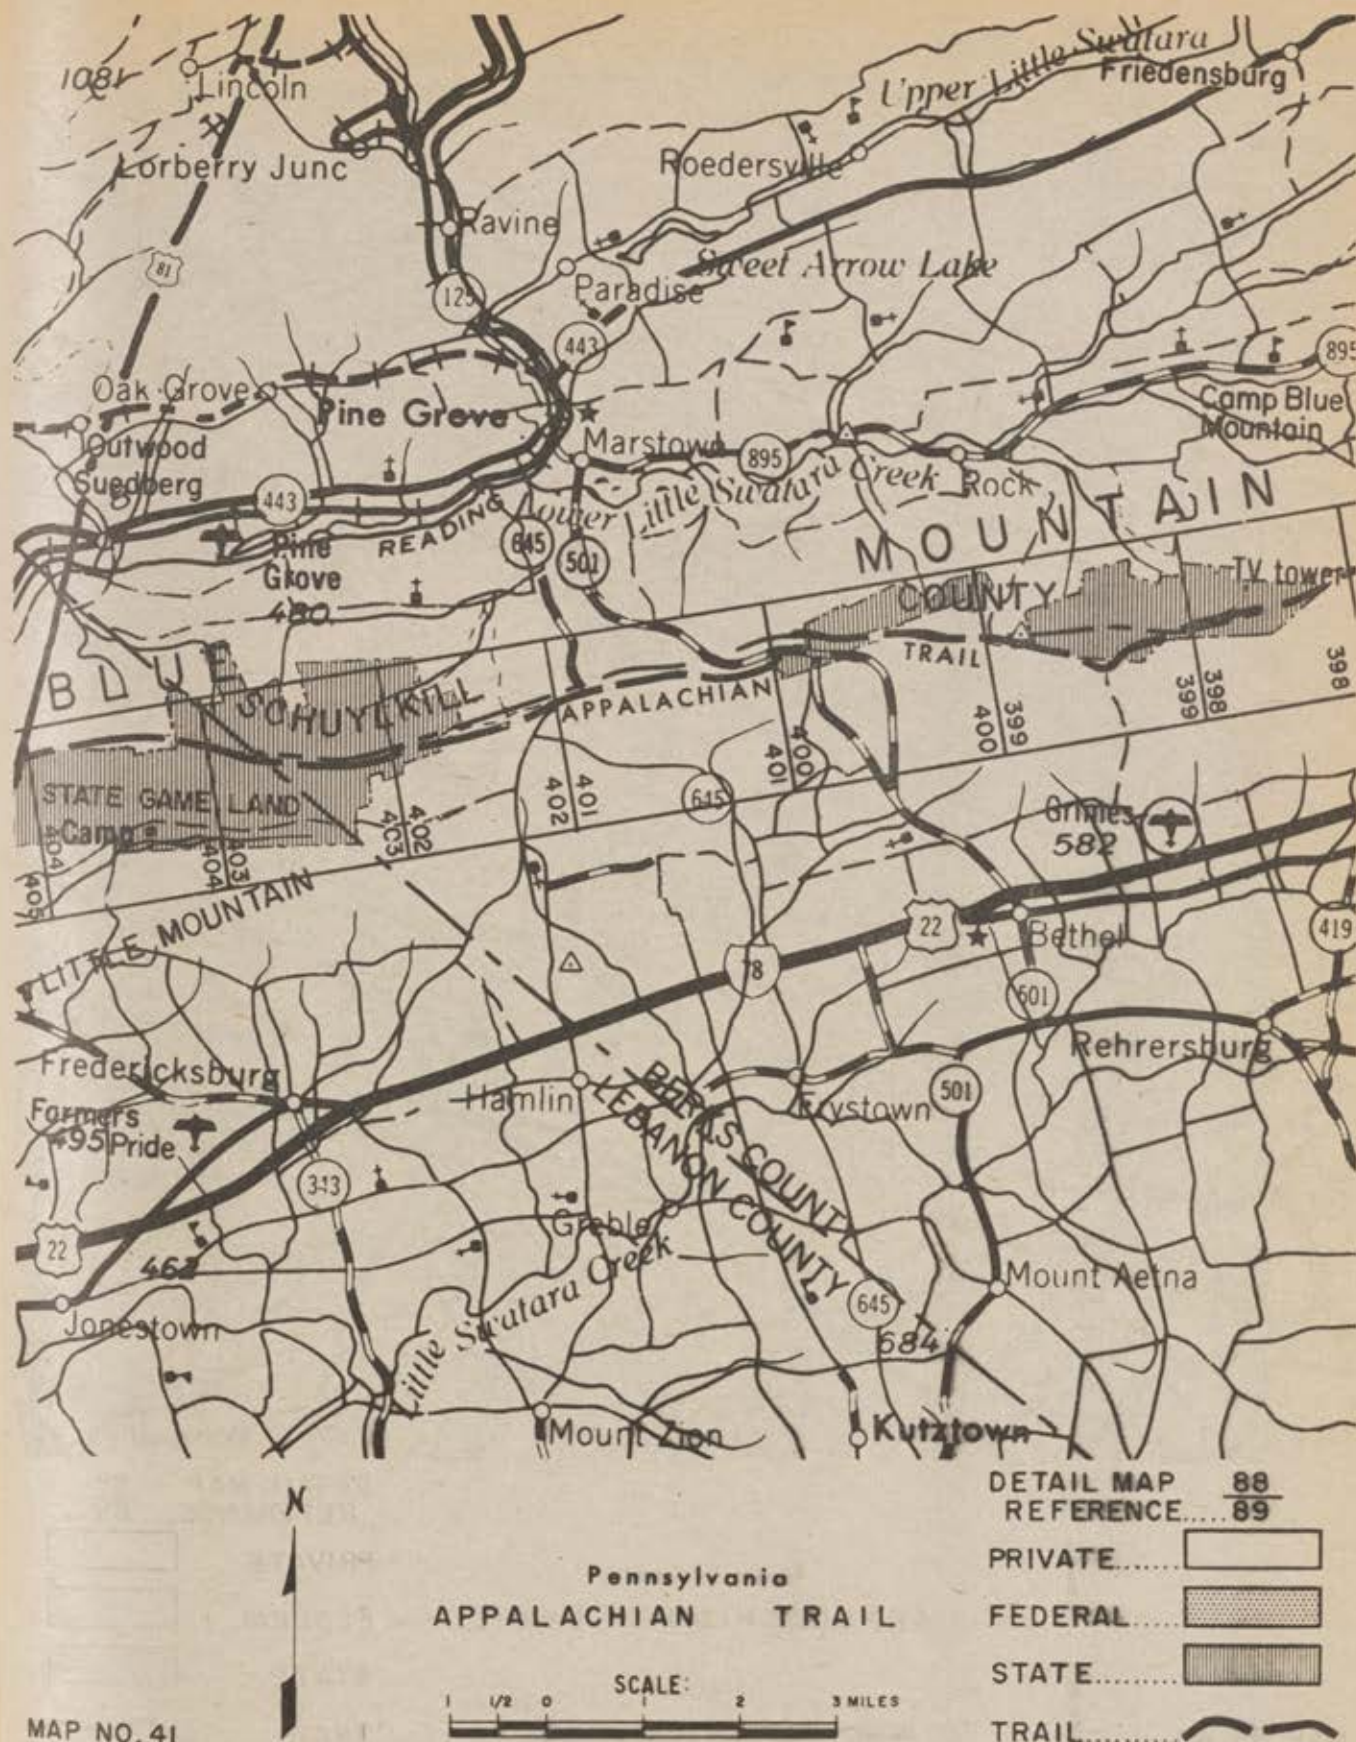 Upper Little Swatara
Friedensburg
1081
Lincoln
Lorberry Junc
Roedersville
Ravine
81
Sweet Arrow Lake
125
Paradise
443
895
Oak Grove
Pine Grove
Camp Blue
Mountain
Outwood
Marstown
895
Suedberg
443
Lower Little Swatara Creek
Rock
READING
645
501
Pine
Grove
480
MOUNTAIN
COUNTY
TV tower
TRAIL
BLUE
SCHUYLKILL
APPALACHIAN
398
399
398
400
399
401
400
402
401
403
402
404
403
405
404
STATE GAME LAND
Camp
645
Grimes
582
LITTLE MOUNTAIN
22
Bethel
419
78
501
Fredericksburg
Rehrersburg
Hamlin
BERKS COUNTY
LEBANON COUNTY
Frystown
501
Farmers
495 Pride
343
Greble
22
462
Little Swatara Creek
Mount Aetna
645
684
Jonestown
Mount Zion
Kutztown
N
DETAIL MAP 88
REFERENCE..... 89
PRIVATE.......
FEDERAL.....
STATE.........
TRAIL..........
Pennsylvania
APPALACHIAN TRAIL
SCALE:
1 1/2 0 1 2 3 MILES
MAP NO. 41